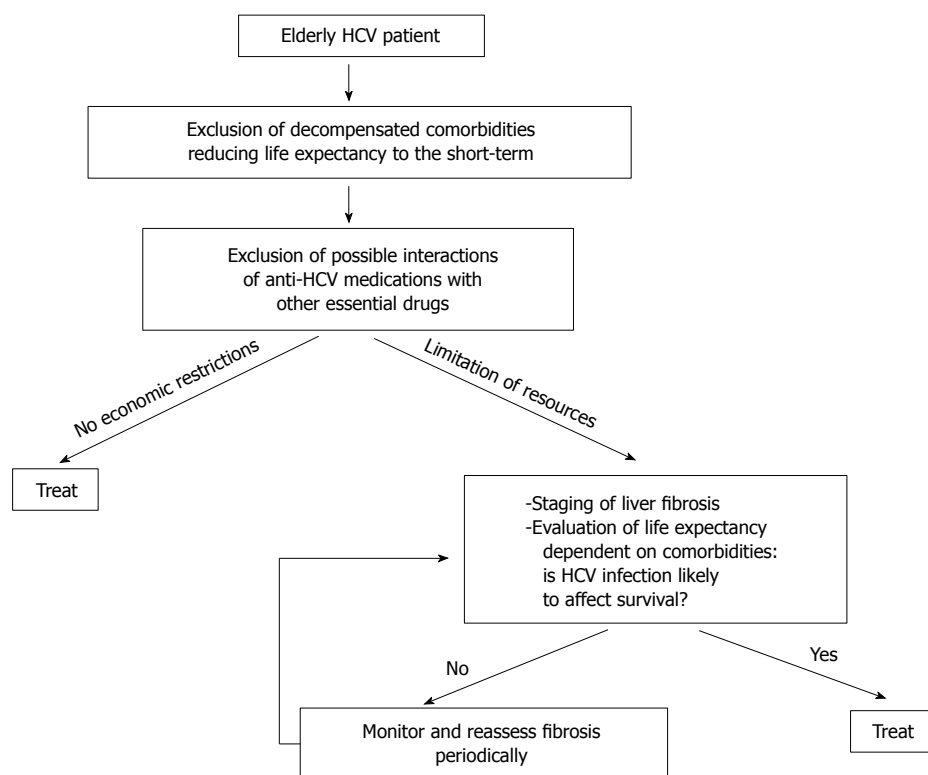 Elderly HCV patient
Exclusion of decompensated comorbidities
reducing life expectancy to the short-term
Exclusion of possible interactions
of anti-HCV medications with
other essential drugs
No economic restrictions
Limitation of resources
Treat
-Staging of liver fibrosis
-Evaluation of life expectancy
dependent on comorbidities:
is HCV infection likely
to affect survival?
No
Yes
Monitor and reassess fibrosis
periodically
Treat